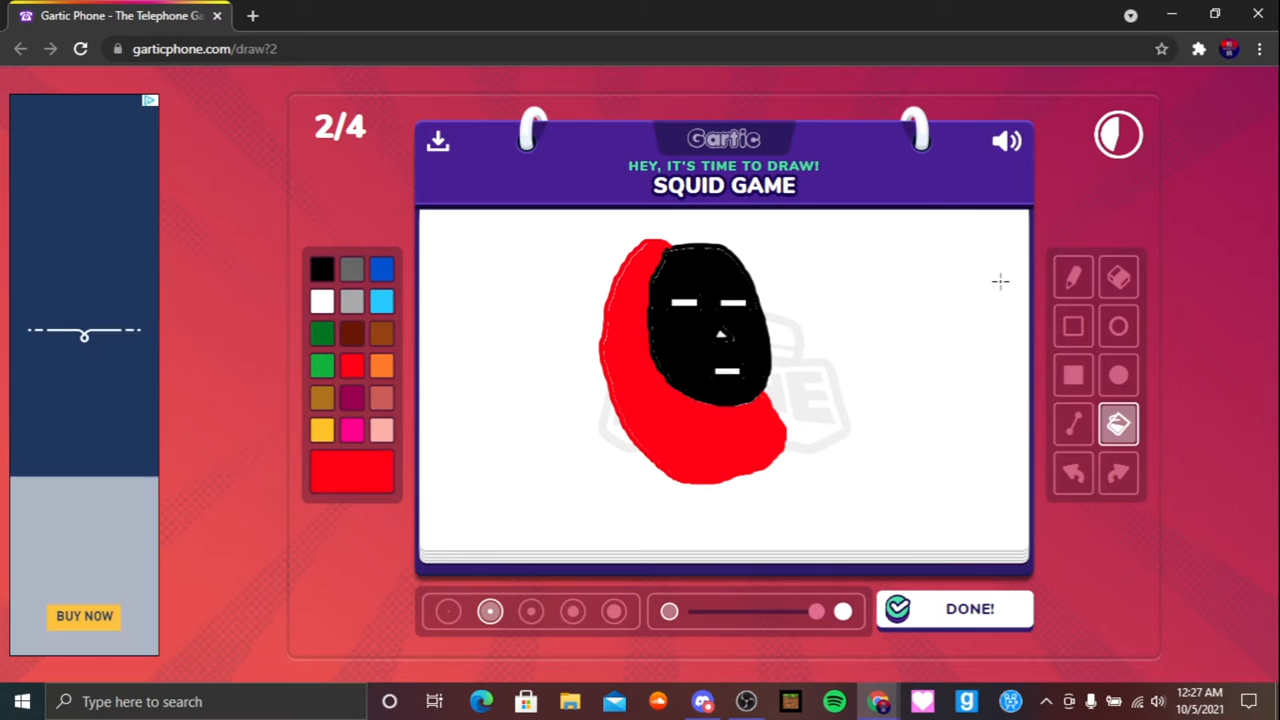 Gartic Phone - The Telephone Ga
garticphone.com/draw?2
2/4
Gartic
HEY, IT'S TIME TO DRAW!
SQUID GAME
BUY NOW
DONE!
Type here to search
12:27 AM
10/5/2021